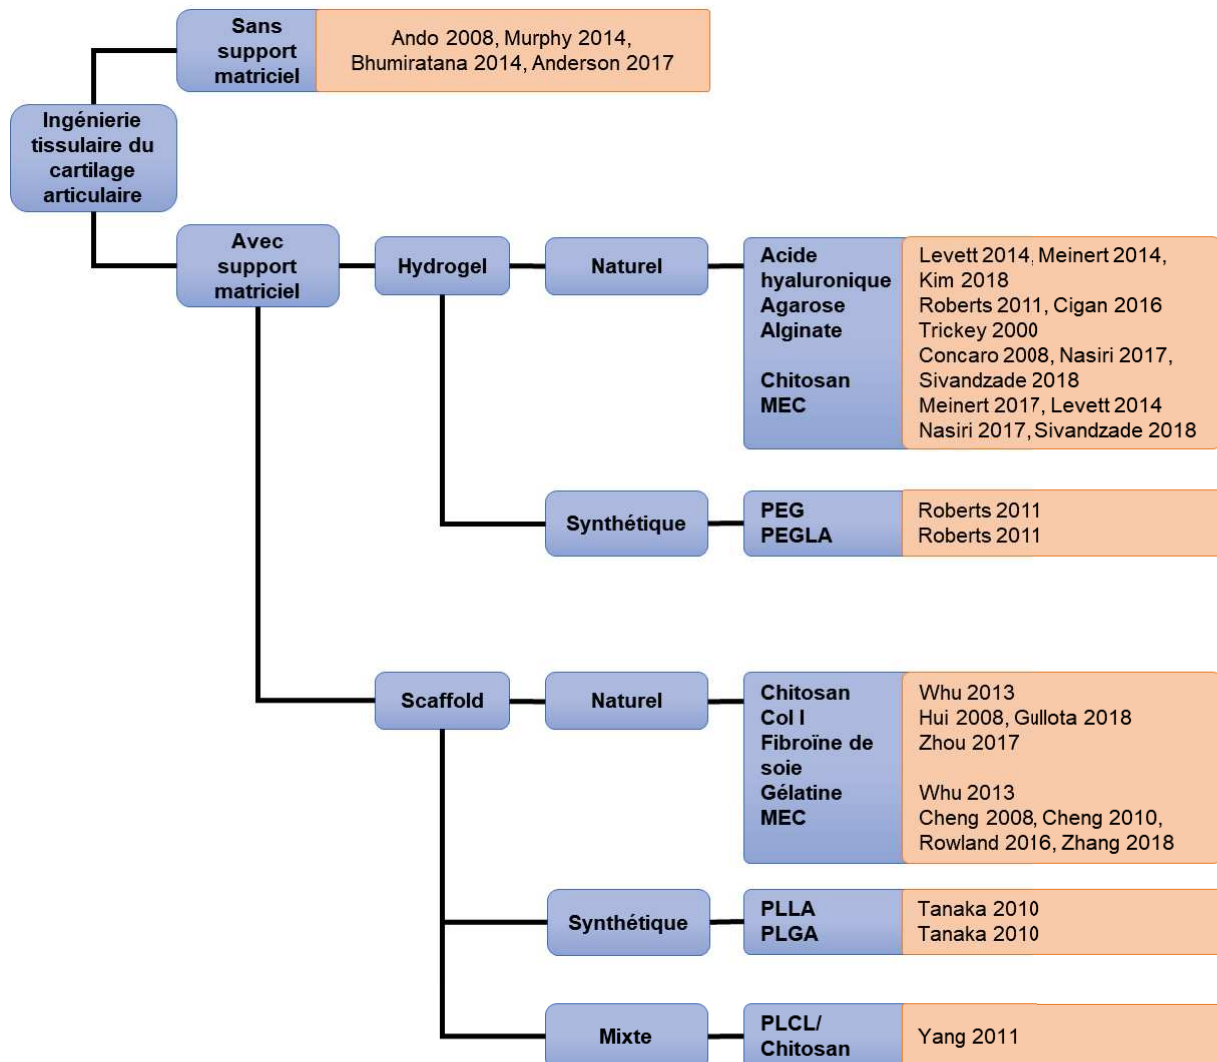 Sans
support
matriciel
Ando 2008, Murphy 2014,
Bhumiratana 2014, Anderson 2017
Ingénierie
tissulaire du
cartilage
articulaire
Avec
support
matriciel
Hydrogel
Naturel
Acide
hyaluronique
Agarose
Alginate
Chitosan
MEC
Levett 2014, Meinert 2014,
Kim 2018
Roberts 2011, Cigan 2016
Trickey 2000
Concaro 2008, Nasiri 2017,
Sivandzade 2018
Meinert 2017, Levett 2014
Nasiri 2017, Sivandzade 2018
Synthétique
PEG
PEGLA
Roberts 2011
Roberts 2011
Scaffold
Naturel
Chitosan
Col I
Fibroïne de
soie
Gélatine
MEC
Whu 2013
Hui 2008, Gullota 2018
Zhou 2017
Whu 2013
Cheng 2008, Cheng 2010,
Rowland 2016, Zhang 2018
Synthétique
PLLA
PLGA
Tanaka 2010
Tanaka 2010
Mixte
PLCL/
Chitosan
Yang 2011